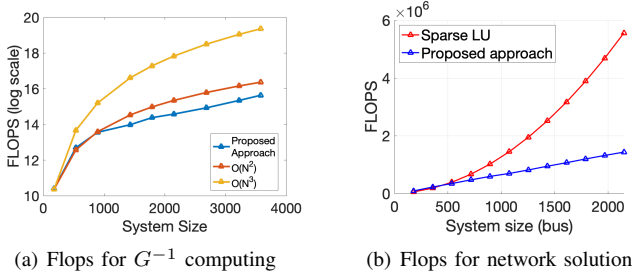 20
18
16
14
12
10
FLOPS (log scale)
Proposed
Approach
O(N²)
O(N³)
0 1000 2000 3000 4000
System Size
(a) Flops for G⁻¹ computing
× 10⁶
6
4
2
0
FLOPS
Sparse LU
Proposed approach
500 1000 1500 2000
System size (bus)
(b) Flops for network solution